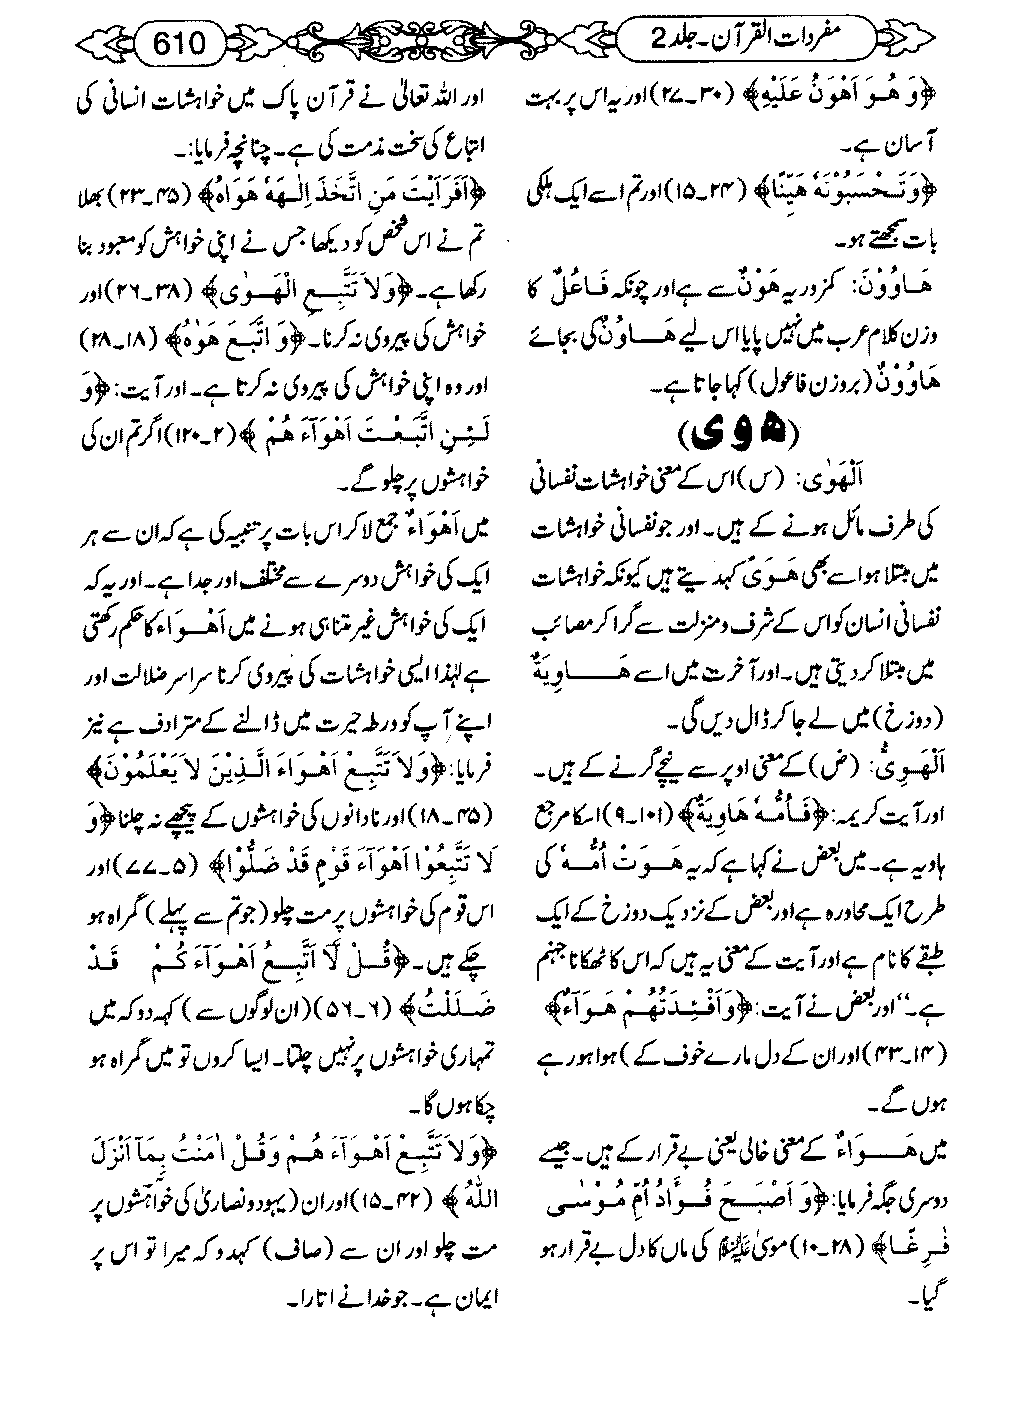 مفردات القرآن۔ جلد 2
610
﴿وَهُوَ اَهْوَنُ عَلَيْهِ﴾ (۳۰۔۲۷) اور یہ اس پر بہت
آسان ہے۔
﴿وَتَحْسَبُوْنَهٗ هَيِّنًا﴾ (۲۴۔۱۵) اور تم اسے ایک ہلکی
بات سمجھتے ہو۔
هَاوُوْنَ: کمزور یہ هَوْنٌ سے ہے اور چونکہ فَاعُلٌ کا
وزن کلام عرب میں نہیں پایا اس لیے هَاوُنٌ کی بجائے
هَاوُوْنٌ (بروزن فاعول) کہا جاتا ہے۔
(ھ و ی)
اَلْهَوٰی: (س) اس کے معنی خواہشات نفسانی
کی طرف مائل ہونے کے ہیں۔ اور جو نفسانی خواہشات
میں مبتلا ہوا سے بھی هَوًی کہہ دیتے ہیں کیونکہ خواہشات
نفسانی انسان کو اس کے شرف و منزلت سے گرا کر مصائب
میں مبتلا کر دیتی ہیں۔ اور آخرت میں اسے هَاوِيَةٌ
(دوزخ) میں لے جا کر ڈال دیں گی۔
اَلْهَوِیُّ: (ض) کے معنی اوپر سے نیچے گرنے کے ہیں۔
اور آیت کریمہ: ﴿فَاُمُّهٗ هَاوِيَةٌ﴾ (۱۰۱۔۹) اسکا مرجع
ہاویہ ہے۔ میں بعض نے کہا ہے کہ یہ هَوَتْ اُمُّهٗ کی
طرح ایک محاورہ ہے اور بعض کے نزدیک دوزخ کے ایک
طبقے کا نام ہے اور آیت کے معنی یہ ہیں کہ اس کا ٹھکانا جہنم
ہے۔‘‘ اور بعض نے آیت: ﴿وَاَفْئِدَتُهُمْ هَوَآءٌ﴾
(۱۴۔۴۳) اور ان کے دل مارے خوف کے) ہوا ہو رہے
ہوں گے۔
میں هَوَاءٌ کے معنی خالی یعنی بے قرار کے ہیں۔ جیسے
دوسری جگہ فرمایا: ﴿وَاَصْبَحَ فُؤَادُ اُمِّ مُوْسٰی
فٰرِغًا﴾ (۲۸۔۱۰) موسیٰ علیہ السلام کی ماں کا دل بے قرار ہو
گیا۔
اور اللہ تعالیٰ نے قرآن پاک میں خواہشات انسانی کی
اتباع کی سخت مذمت کی ہے۔ چنانچہ فرمایا:۔
﴿اَفَرَاَيْتَ مَنِ اتَّخَذَ اِلٰهَهٗ هَوَاهُ﴾ (۴۵۔۲۳) بھلا
تم نے اس شخص کو دیکھا جس نے اپنی خواہش کو معبود بنا
رکھا ہے۔ ﴿وَلَا تَتَّبِعِ الْهَوٰی﴾ (۳۸۔۲۶) اور
خواہش کی پیروی نہ کرنا۔ ﴿وَاتَّبَعَ هَوٰهُ﴾ (۱۸۔۲۸)
اور وہ اپنی خواہش کی پیروی نہ کرتا ہے۔ اور آیت: ﴿وَ
لَئِنِ اتَّبَعْتَ اَهْوَآءَ هُمْ﴾ (۲۔۱۲۰) اگر تم ان کی
خواہشوں پر چلو گے۔
میں اَهْوَاءٌ جمع لا کر اس بات پر تنبیہ کی ہے کہ ان سے ہر
ایک کی خواہش دوسرے سے مختلف اور جدا ہے۔ اور یہ کہ
ایک کی خواہش غیر متناہی ہونے میں اَهْوَاء کا حکم رکھتی
ہے لہٰذا ایسی خواہشات کی پیروی کرنا سراسر ضلالت اور
اپنے آپ کو ورطہ حیرت میں ڈالنے کے مترادف ہے نیز
فرمایا: ﴿وَلَا تَتَّبِعْ اَهْوَاءَ الَّذِيْنَ لَا يَعْلَمُوْنَ﴾
(۴۵۔۱۸) اور نادانوں کی خواہشوں کے پیچھے نہ چلنا ﴿وَ
لَا تَتَّبِعُوْا اَهْوَآءَ قَوْمٍ قَدْ ضَلُّوْا﴾ (۵۔۷۷) اور
اس قوم کی خواہشوں پر مت چلو (جو تم سے پہلے) گمراہ ہو
چکے ہیں۔ ﴿قُلْ لَّا اَتَّبِعُ اَهْوَآءَ كُمْ قَدْ
ضَلَلْتُ﴾ (۶۔۵۶) (ان لوگوں سے) کہہ دو کہ میں
تمہاری خواہشوں پر نہیں چلتا۔ ایسا کروں تو میں گمراہ ہو
چکا ہوں گا۔
﴿وَلَا تَتَّبِعْ اَهْوَآءَ هُمْ وَقُلْ اٰمَنْتُ بِمَآ اَنْزَلَ
اللّٰهُ﴾ (۴۲۔۱۵) اور ان (یہود و نصاریٰ کی خواہشوں پر
مت چلو اور ان سے (صاف) کہہ دو کہ میرا تو اس پر
ایمان ہے۔ جو خدا نے اتارا۔